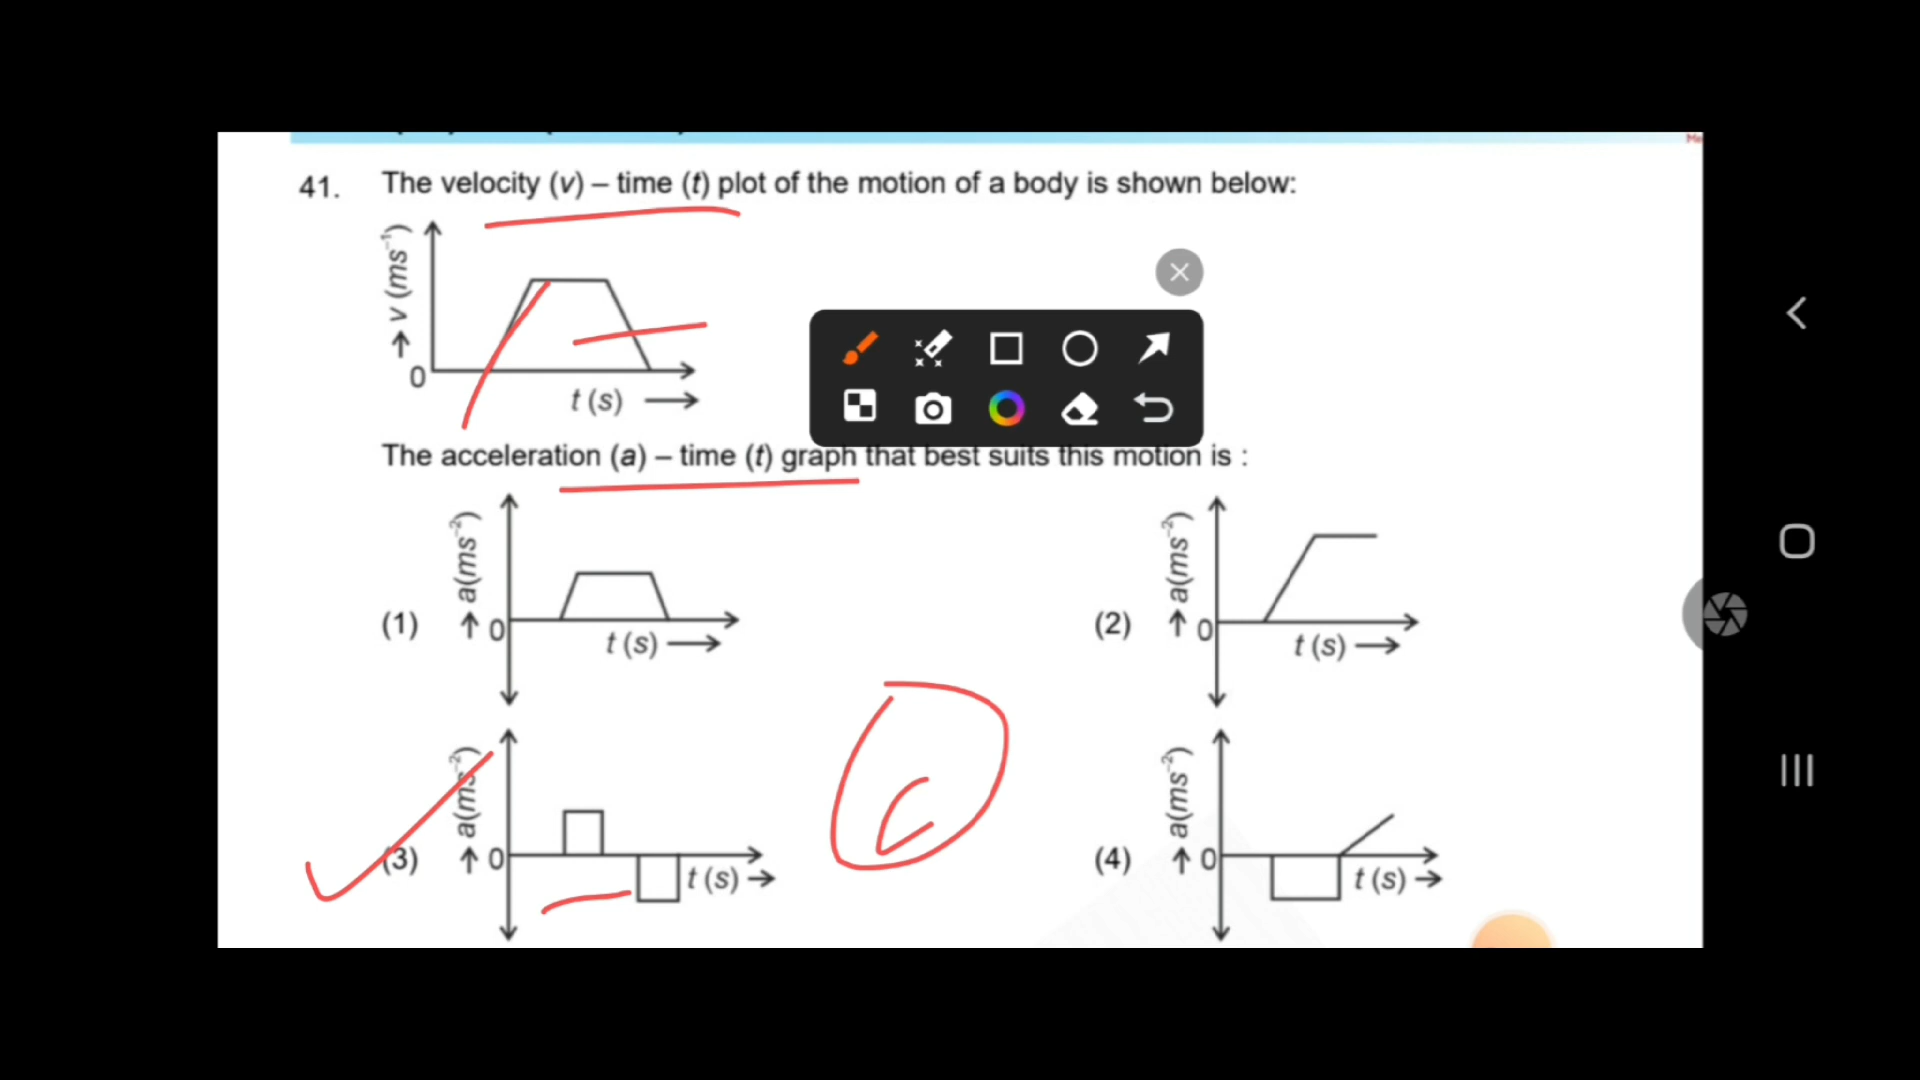 41. The velocity (v) – time (t) plot of the motion of a body is shown below:
→ v (ms⁻¹)
0
t (s) →
The acceleration (a) – time (t) graph that best suits this motion is :
(1) → a(ms⁻²) 0 t (s) →
(2) → a(ms⁻²) 0 t (s) →
(3) → a(ms⁻²) 0 t (s) →
(4) → a(ms⁻²) 0 t (s) →